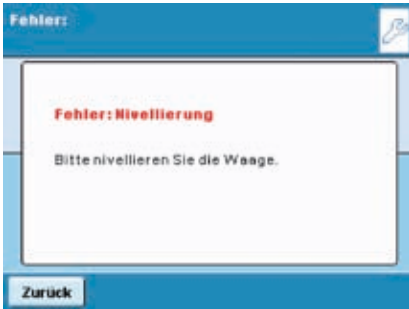 Fehler:
Fehler: Nivellierung
Bitte nivellieren Sie die Waage.
Zurück